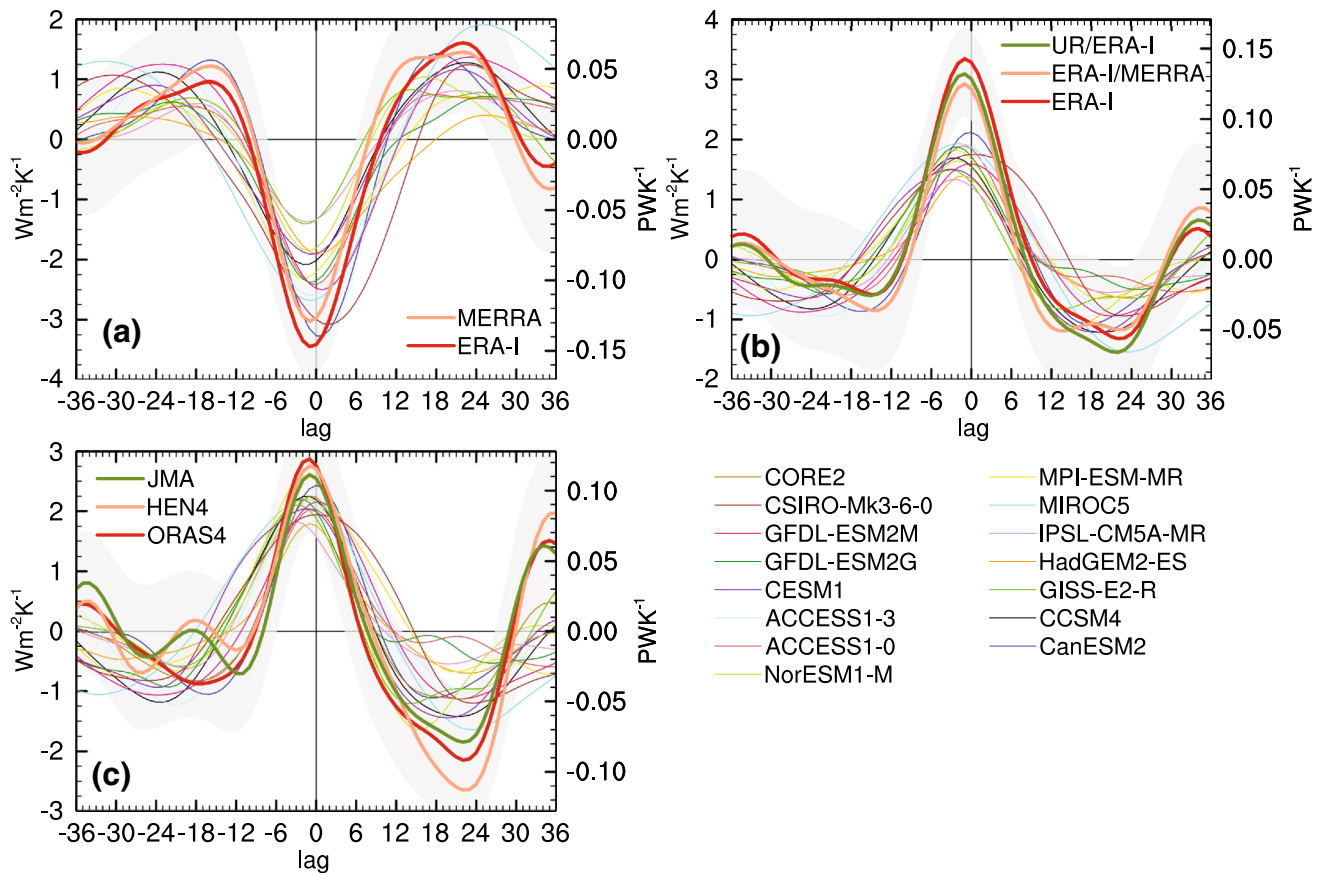 2
1
0
-1
-2
-3
-4
Wm-2K-1
0.05
0.00
-0.05
-0.10
-0.15
PWK-1
(a)
MERRA
ERA-I
-36 -30 -24 -18 -12 -6 0 6 12 18 24 30 36
lag
4
3
2
1
0
-1
-2
Wm-2K-1
0.15
0.10
0.05
0.00
-0.05
PWK-1
UR/ERA-I
ERA-I/MERRA
ERA-I
(b)
-36 -30 -24 -18 -12 -6 0 6 12 18 24 30 36
lag
3
2
1
0
-1
-2
-3
Wm-2K-1
0.10
0.05
0.00
-0.05
-0.10
PWK-1
JMA
HEN4
ORAS4
(c)
-36 -30 -24 -18 -12 -6 0 6 12 18 24 30 36
lag
CORE2
CSIRO-Mk3-6-0
GFDL-ESM2M
GFDL-ESM2G
CESM1
ACCESS1-3
ACCESS1-0
NorESM1-M
MPI-ESM-MR
MIROC5
IPSL-CM5A-MR
HadGEM2-ES
GISS-E2-R
CCSM4
CanESM2